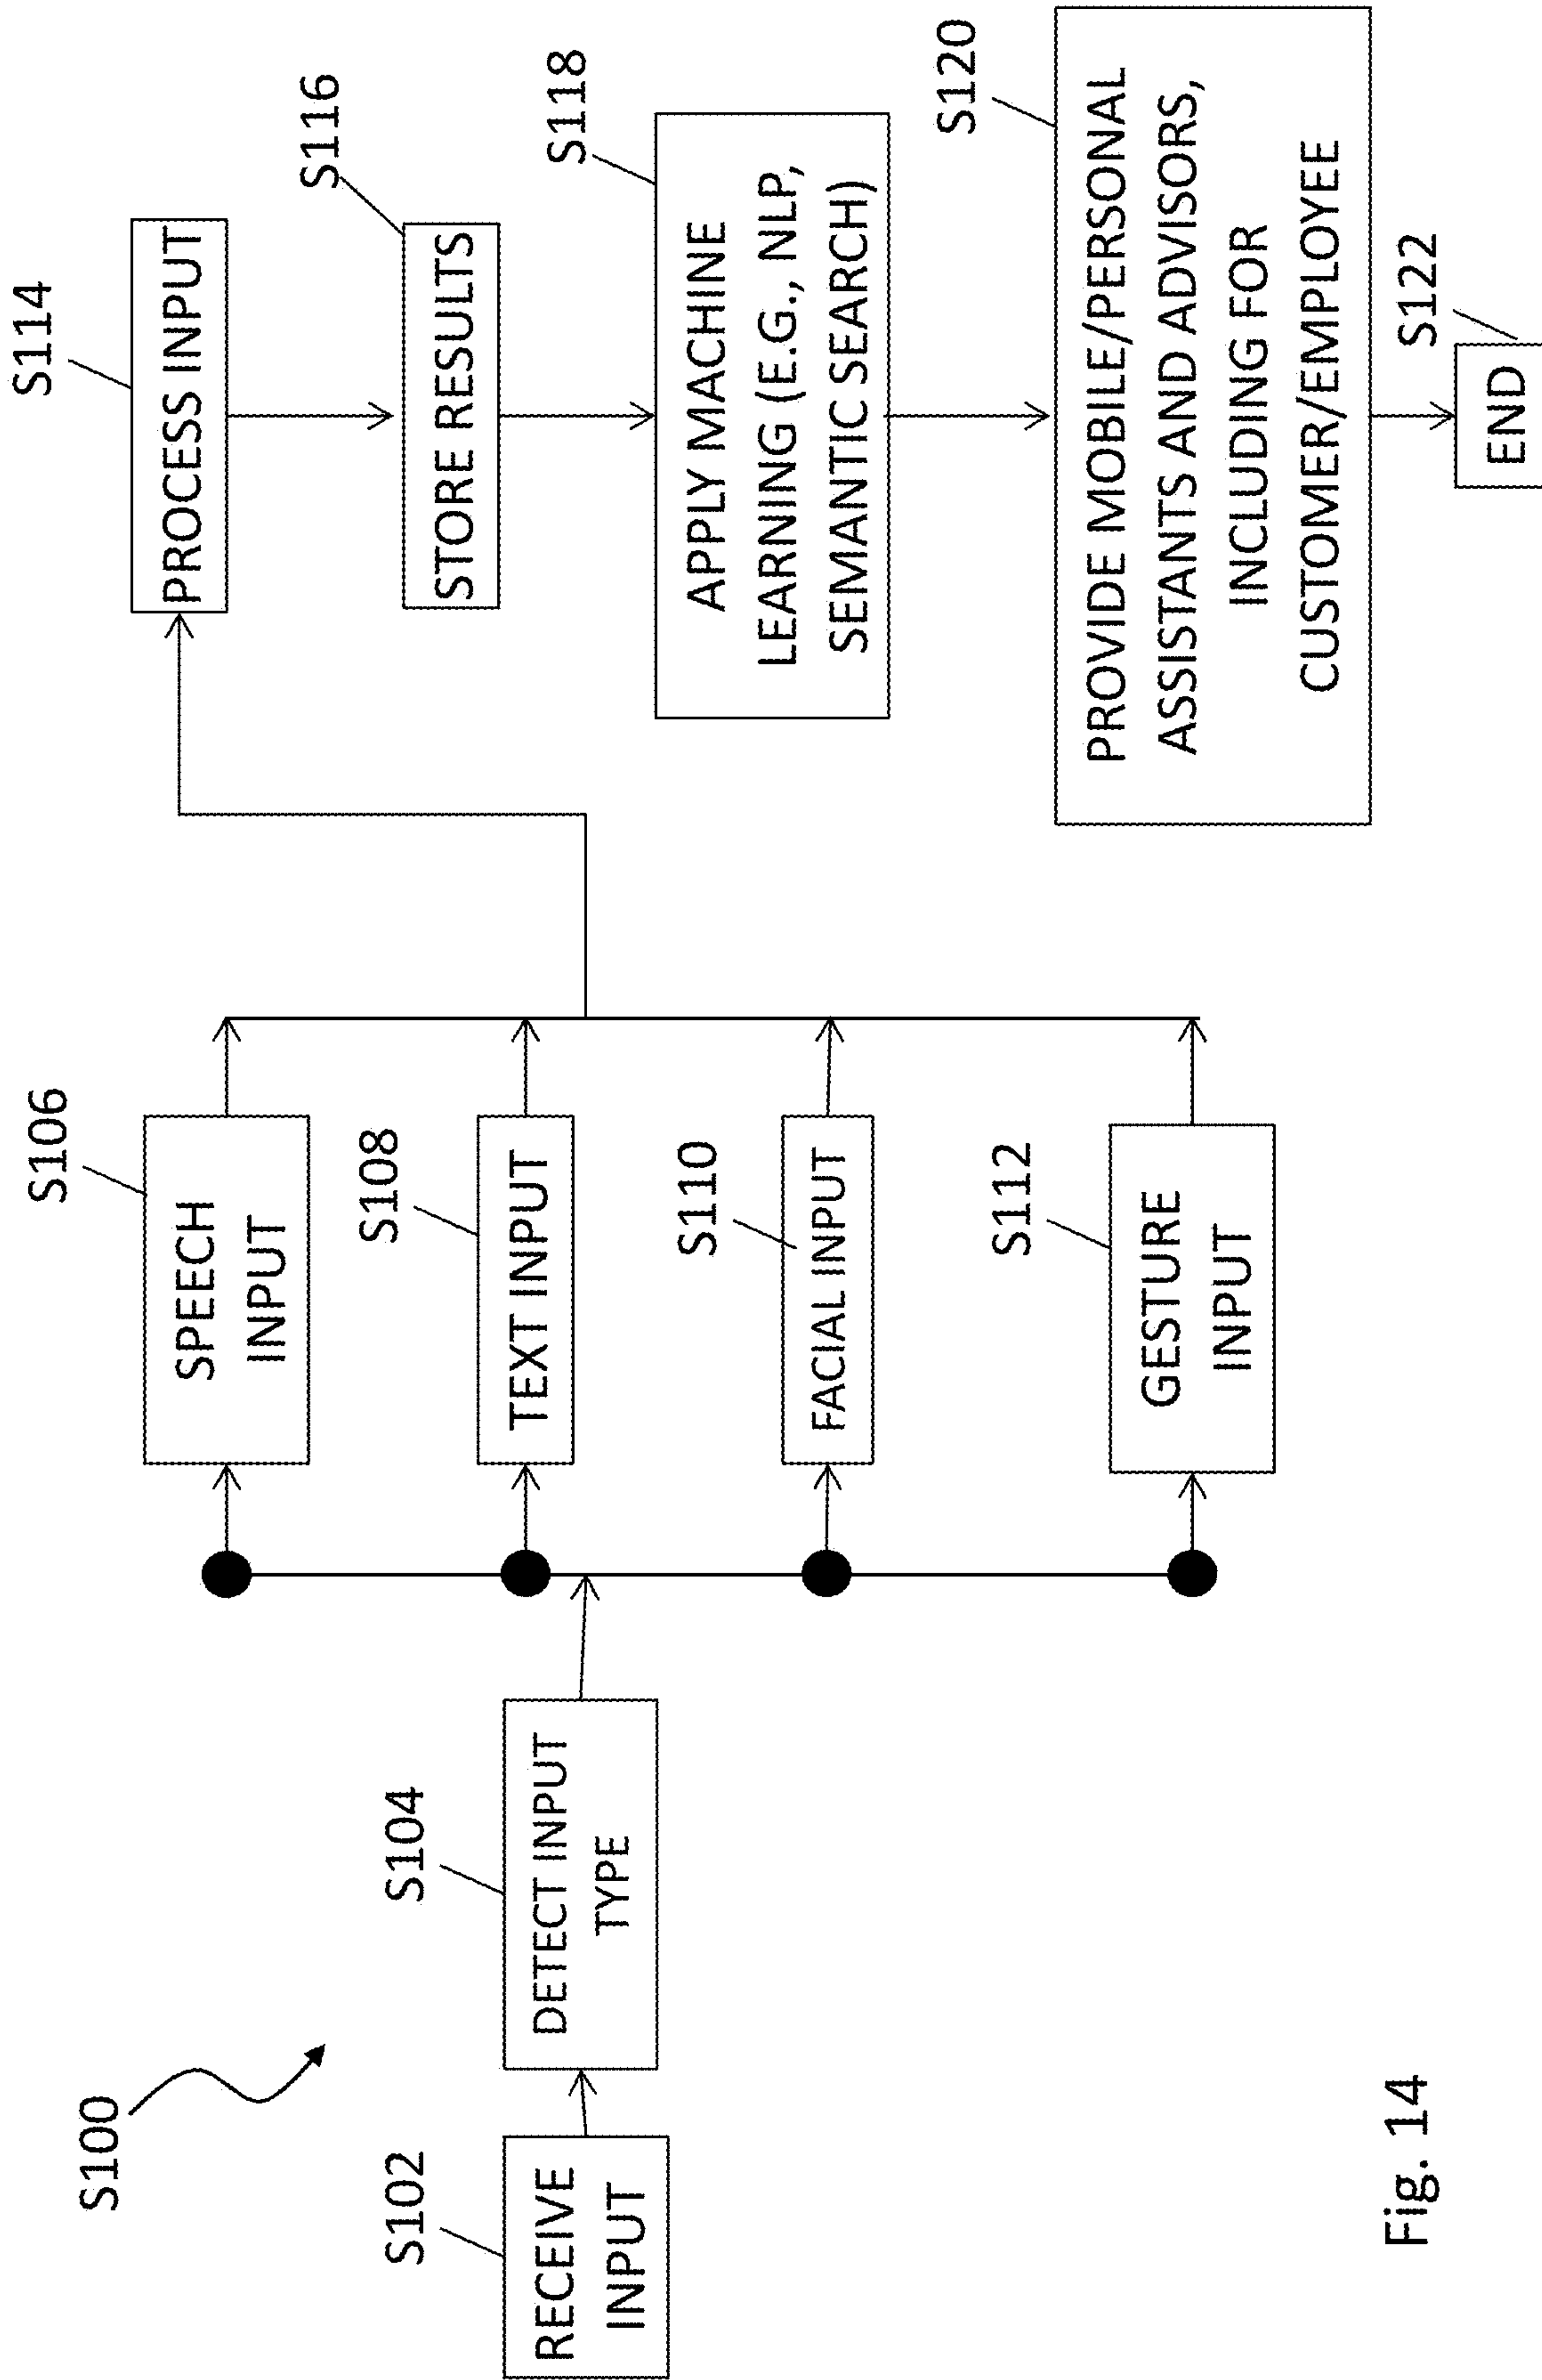 S100
S102
RECEIVE
INPUT
S104
DETECT INPUT
TYPE
S106
SPEECH
INPUT
S108
TEXT INPUT
S110
FACIAL INPUT
S112
GESTURE
INPUT
S114
PROCESS INPUT
S116
STORE RESULTS
S118
APPLY MACHINE
LEARNING (E.G., NLP,
SEMANTIC SEARCH)
S120
PROVIDE MOBILE/PERSONAL
ASSISTANTS AND ADVISORS,
INCLUDING FOR
CUSTOMER/EMPLOYEE
S122
END
Fig. 14